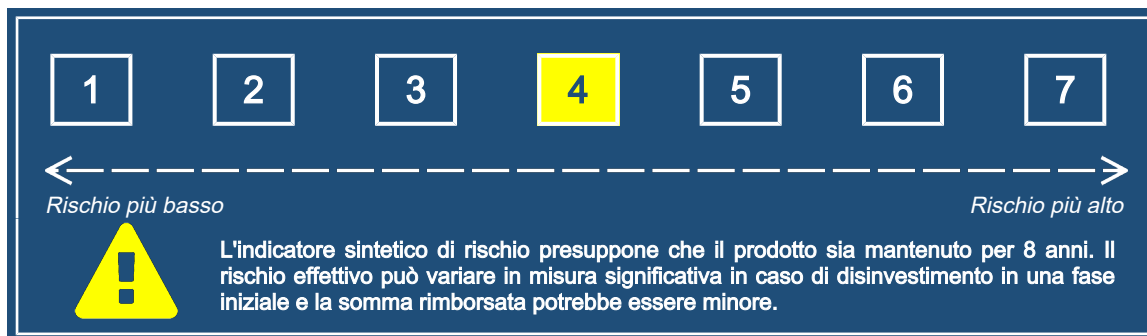 1 2 3 4 5 6 7
Rischio più basso Rischio più alto
L'indicatore sintetico di rischio presuppone che il prodotto sia mantenuto per 8 anni. Il
rischio effettivo può variare in misura significativa in caso di disinvestimento in una fase
iniziale e la somma rimborsata potrebbe essere minore.